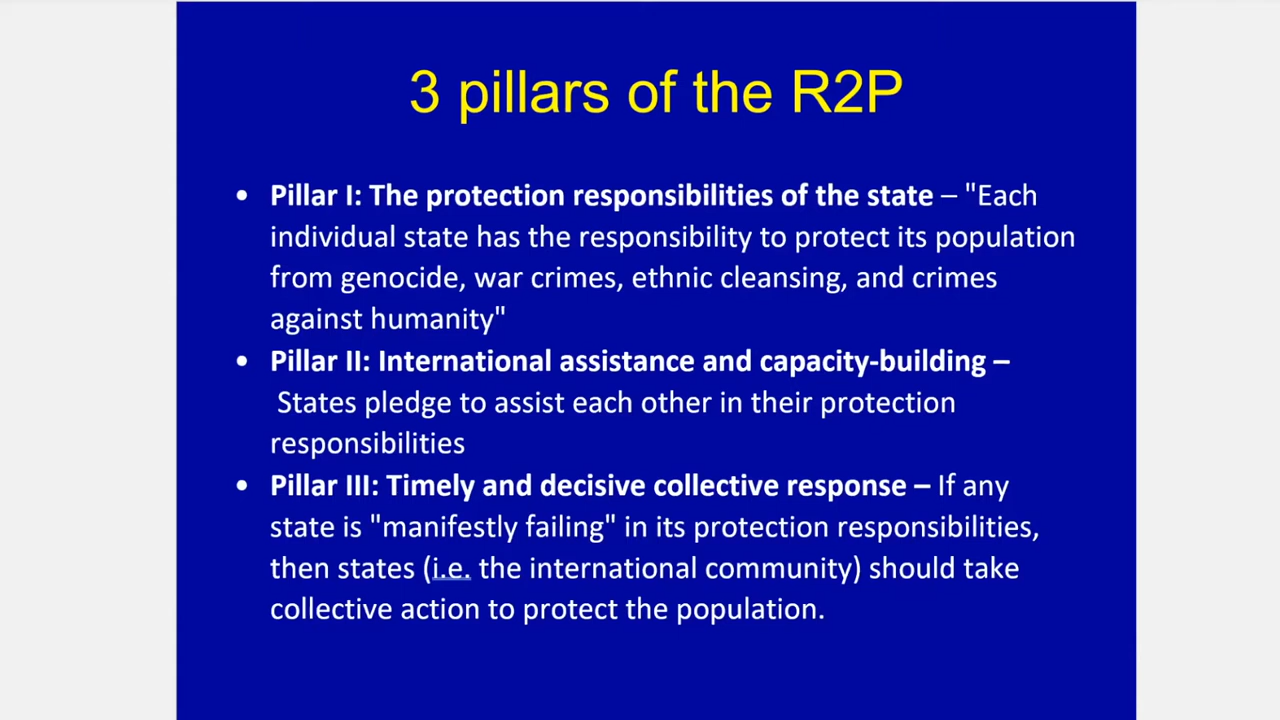 3 pillars of the R2P
• Pillar I: The protection responsibilities of the state – "Each
individual state has the responsibility to protect its population
from genocide, war crimes, ethnic cleansing, and crimes
against humanity"
• Pillar II: International assistance and capacity-building –
States pledge to assist each other in their protection
responsibilities
• Pillar III: Timely and decisive collective response – If any
state is "manifestly failing" in its protection responsibilities,
then states (i.e. the international community) should take
collective action to protect the population.